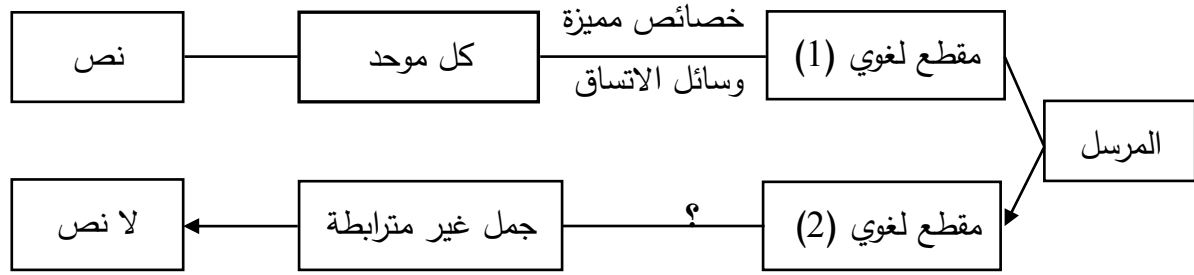 خصائص مميزة
مقطع لغوي (1)
كل موحد
نص
وسائل الاتساق
المرسل
مقطع لغوي (2)
؟
جمل غير مترابطة
لا نص